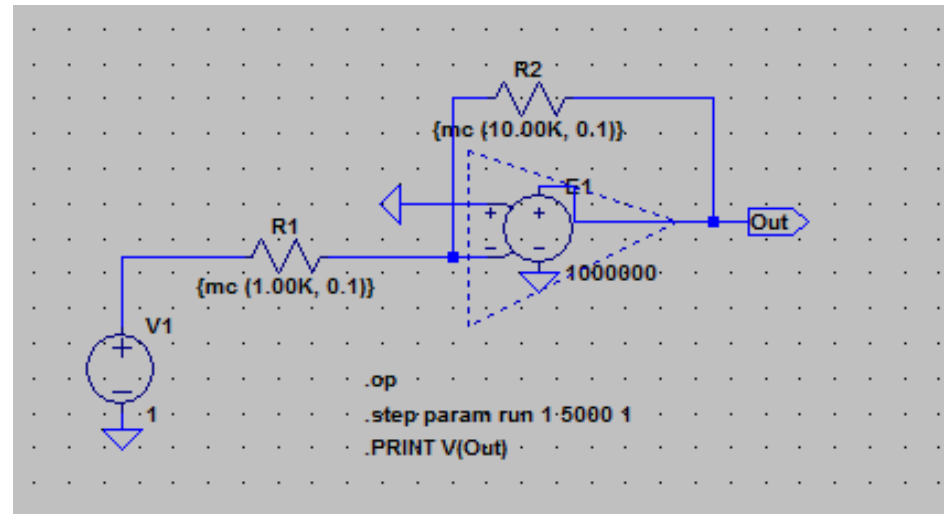 R2
{mc (10.00K, 0.1)}
E1
Out
R1
{mc (1.00K, 0.1)}
1000000
V1
1
.op
.step param run 1 5000 1
.PRINT V(Out)